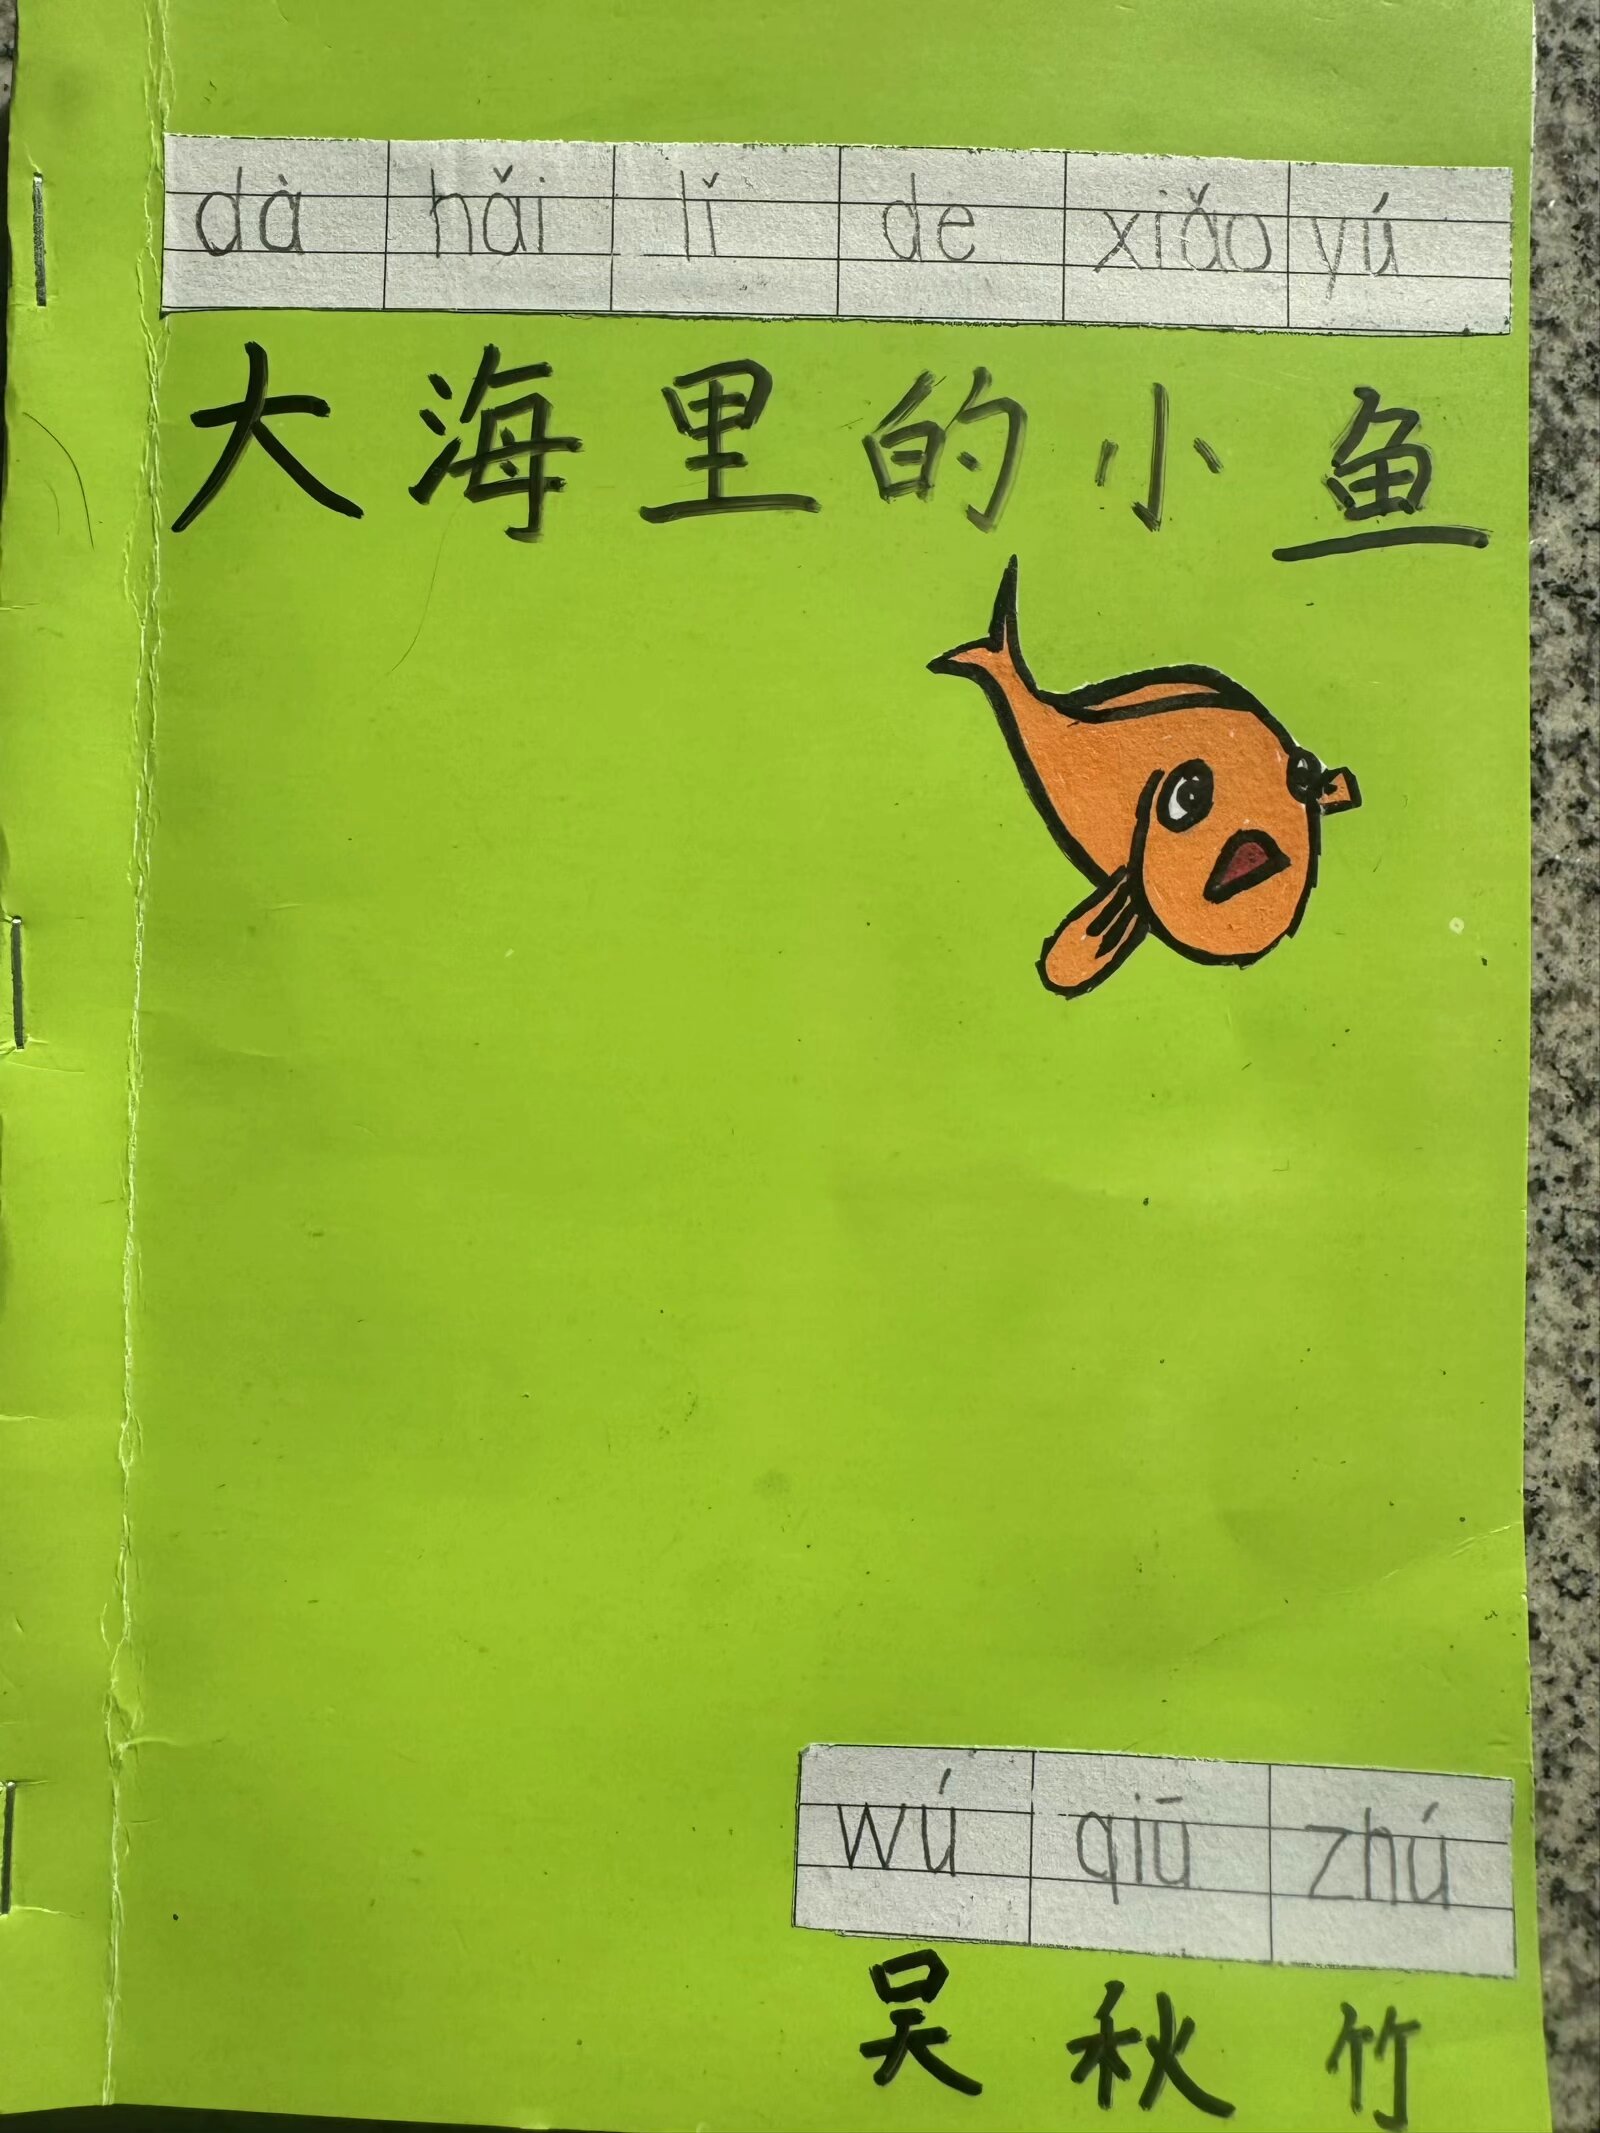 dà hǎi lǐ de xiǎo yú
大海里的小鱼
wú qiū zhú
吴秋竹